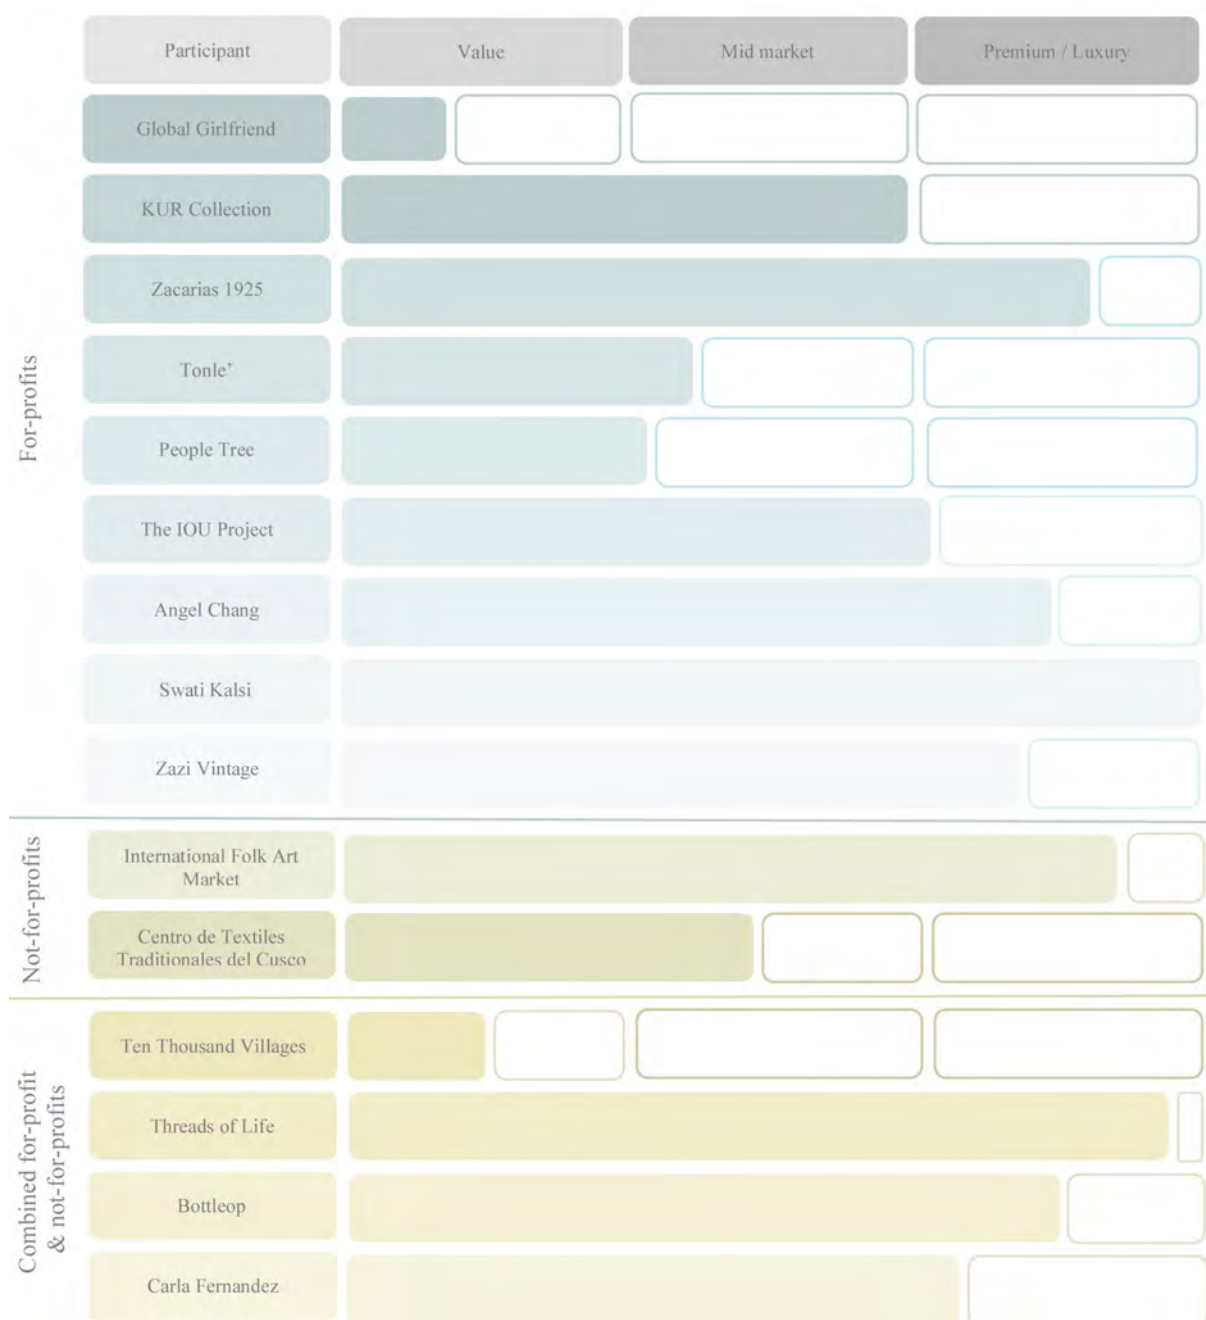 Participant
Value
Mid market
Premium / Luxury
For-profits
Global Girlfriend
KUR Collection
Zacarias 1925
Tonle’
People Tree
The IOU Project
Angel Chang
Swati Kalsi
Zazi Vintage
Not-for-profits
International Folk Art
Market
Centro de Textiles
Traditionales del Cusco
Combined for-profit
& not-for-profits
Ten Thousand Villages
Threads of Life
Bottleop
Carla Fernandez